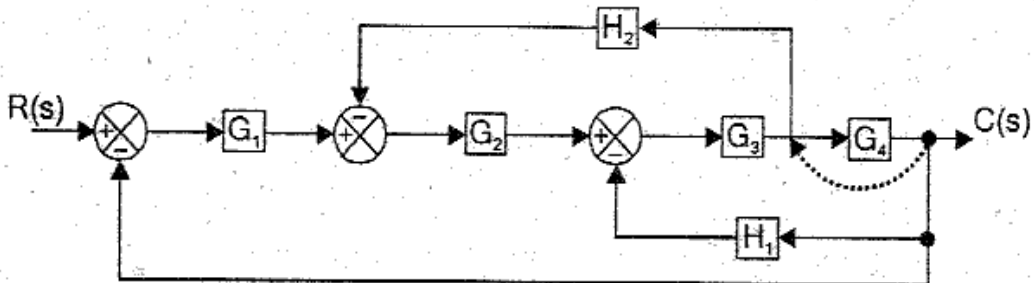 H₂
R(s) + − G₁ + − G₂ + − G₃ G₄ C(s)
H₁